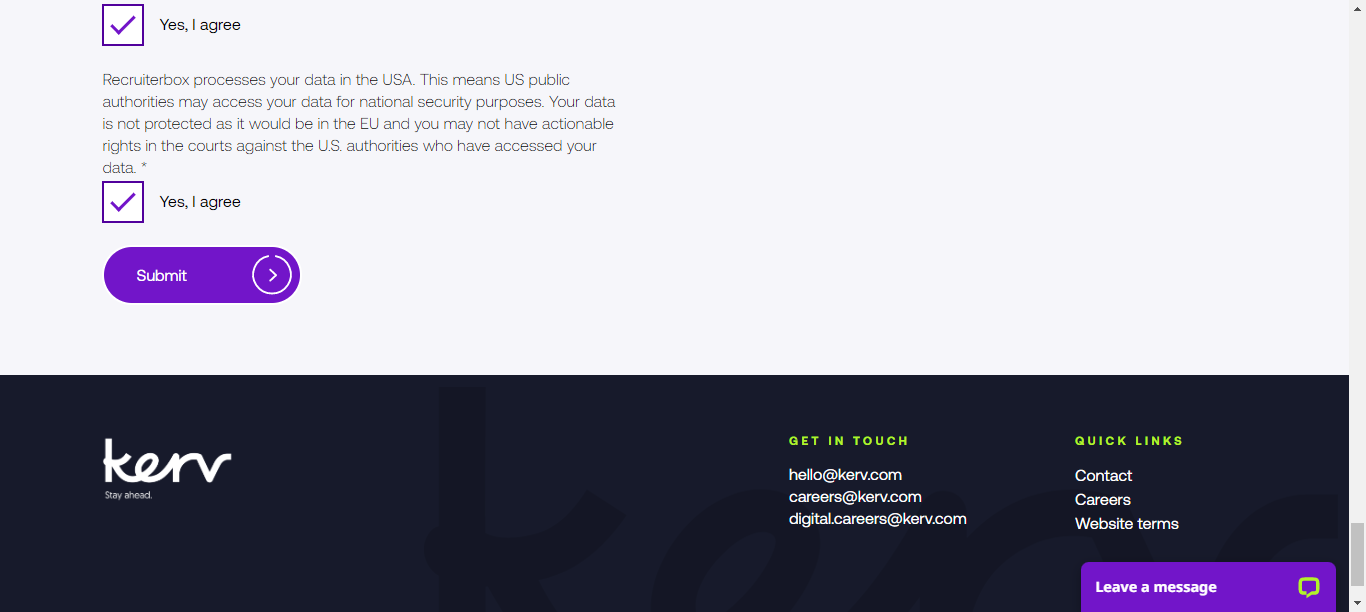 Yes, I agree
Recruiterbox processes your data in the USA. This means US public
authorities may access your data for national security purposes. Your data
is not protected as it would be in the EU and you may not have actionable
rights in the courts against the U.S. authorities who have accessed your
data. *
Yes, I agree
Submit
kerv
Stay ahead.
GET IN TOUCH
hello@kerv.com
careers@kerv.com
digital.careers@kerv.com
QUICK LINKS
Contact
Careers
Website terms
Leave a message